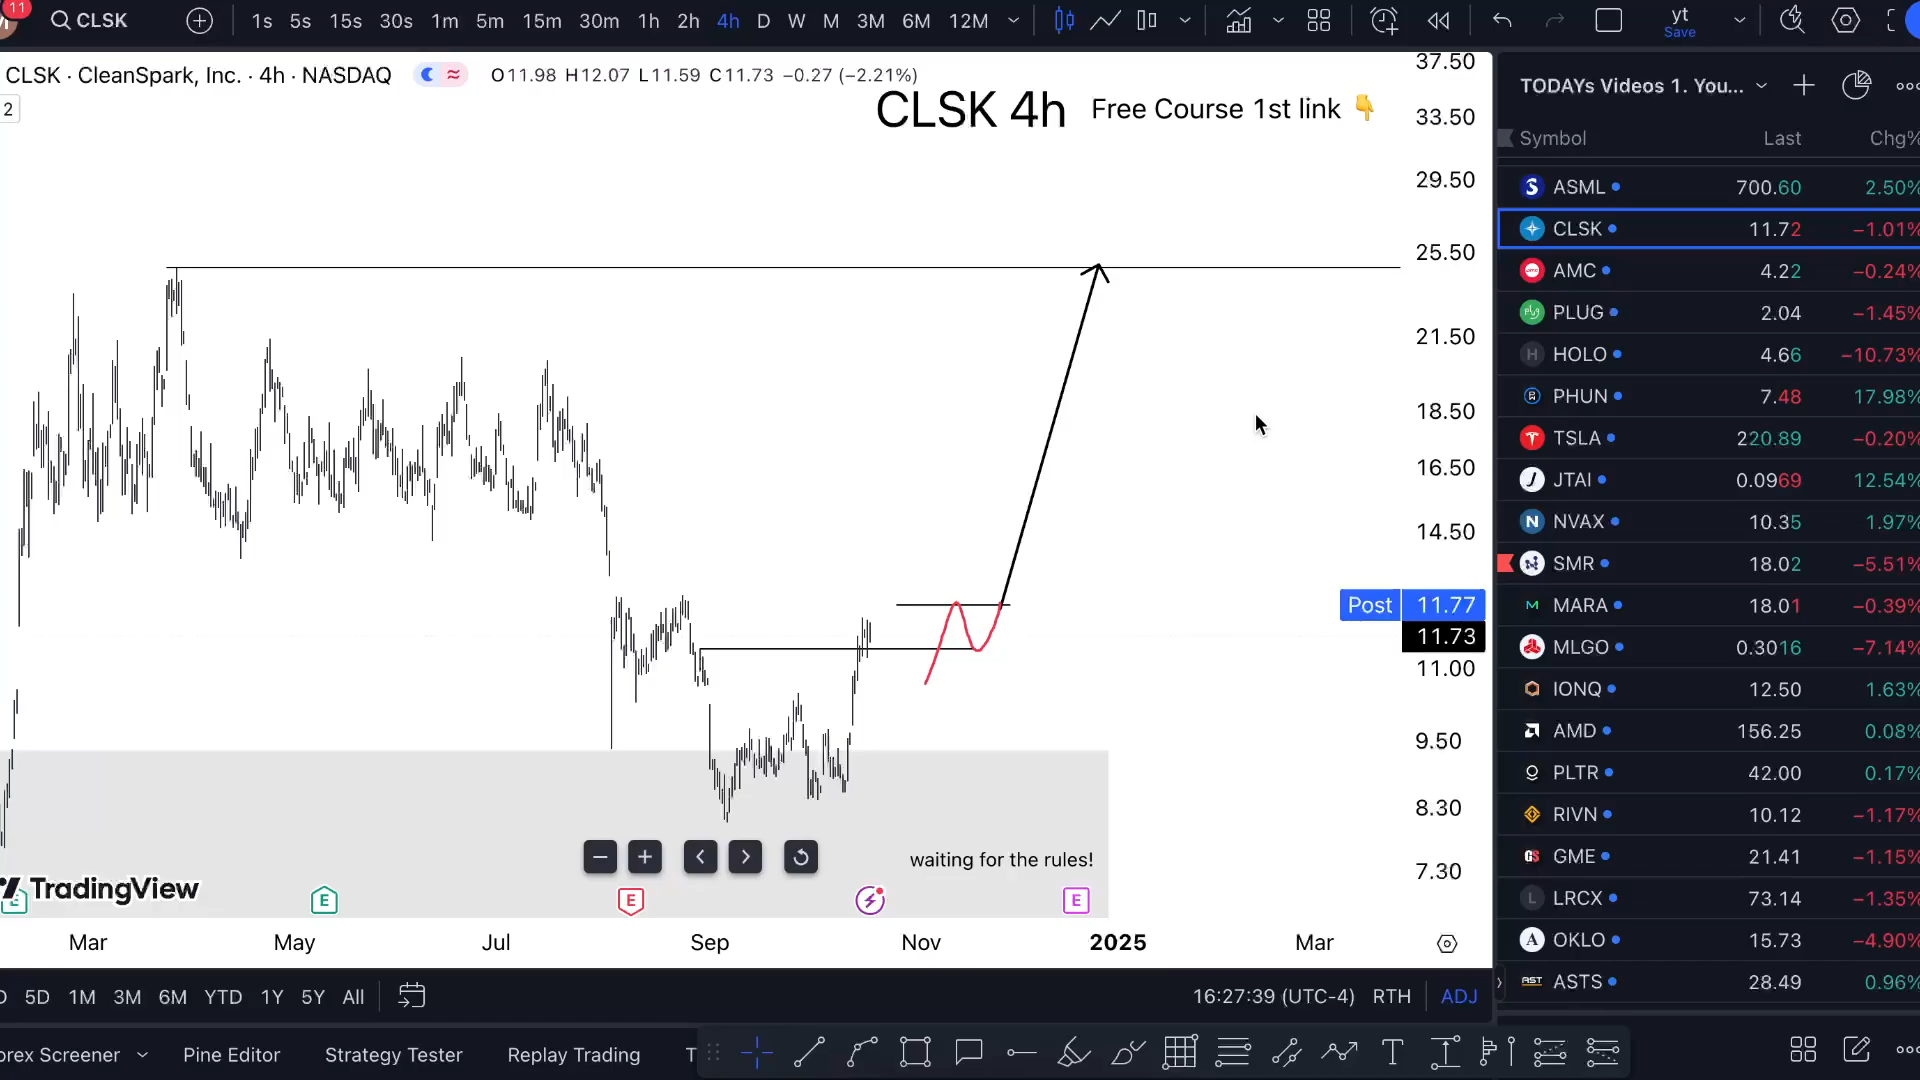 11
CLSK
1s 5s 15s 30s 1m 5m 15m 30m 1h 2h 4h D W M 3M 6M 12M
yt
Save
CLSK · CleanSpark, Inc. · 4h · NASDAQ O11.98 H12.07 L11.59 C11.73 −0.27 (−2.21%)
2
CLSK 4h Free Course 1st link 👇
37.50
33.50
29.50
25.50
21.50
18.50
16.50
14.50
Post 11.77
11.73
11.00
9.50
8.30
7.30
waiting for the rules!
TradingView
E E E E
Mar May Jul Sep Nov 2025 Mar
5D 1M 3M 6M YTD 1Y 5Y All
16:27:39 (UTC-4) RTH ADJ
orex Screener Pine Editor Strategy Tester Replay Trading T
TODAYs Videos 1. You...
Symbol Last Chg%
ASML 700.60 2.50%
CLSK 11.72 −1.01%
AMC 4.22 −0.24%
PLUG 2.04 −1.45%
HOLO 4.66 −10.73%
PHUN 7.48 17.98%
TSLA 220.89 −0.20%
JTAI 0.0969 12.54%
NVAX 10.35 1.97%
SMR 18.02 −5.51%
MARA 18.01 −0.39%
MLGO 0.3016 −7.14%
IONQ 12.50 1.63%
AMD 156.25 0.08%
PLTR 42.00 0.17%
RIVN 10.12 −1.17%
GME 21.41 −1.15%
LRCX 73.14 −1.35%
OKLO 15.73 −4.90%
ASTS 28.49 0.96%